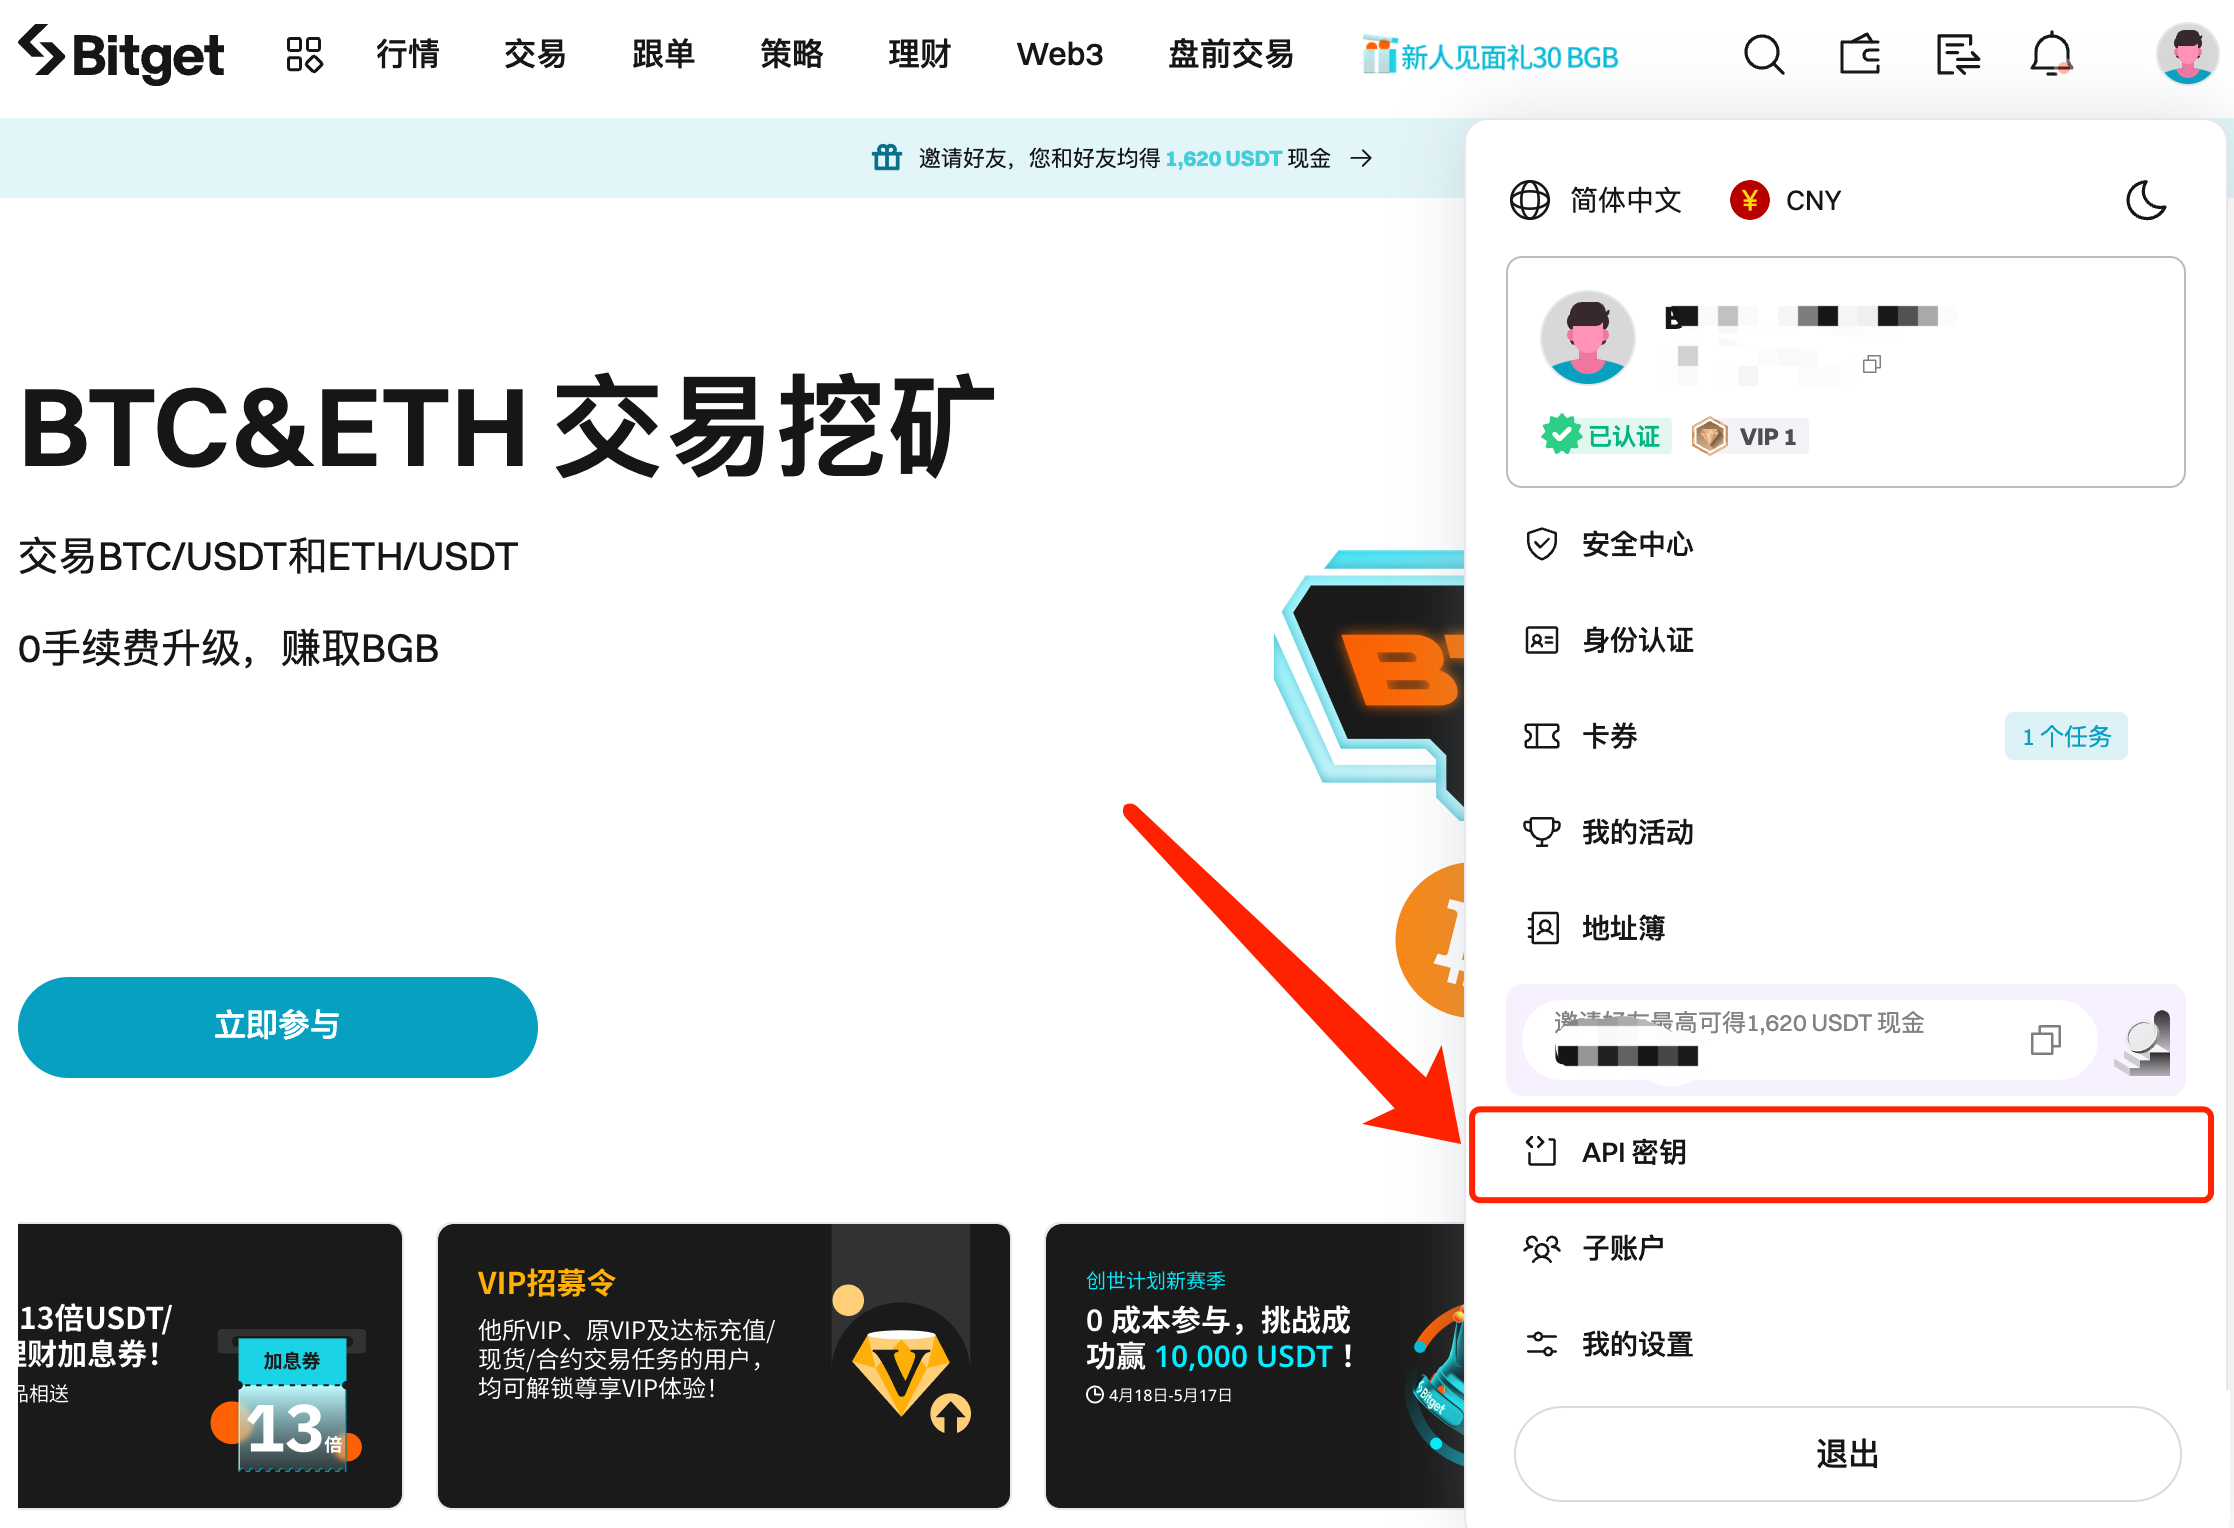 Bitget
行情
交易
跟单
策略
理财
Web3
盘前交易
新人见面礼30 BGB
邀请好友，您和好友均得 1,620 USDT 现金
简体中文
¥ CNY
已认证
VIP 1
BTC&ETH 交易挖矿
交易BTC/USDT和ETH/USDT
0手续费升级，赚取BGB
立即参与
安全中心
身份认证
卡券
1 个任务
我的活动
地址簿
邀请好友最高可得1,620 USDT 现金
API 密钥
子账户
我的设置
退出
13倍USDT/
理财加息券！
品相送
加息券
13倍
VIP招募令
他所VIP、原VIP及达标充值/
现货/合约交易任务的用户，
均可解锁尊享VIP体验！
创世计划新赛季
0 成本参与，挑战成
功赢 10,000 USDT！
4月18日-5月17日
Bitget